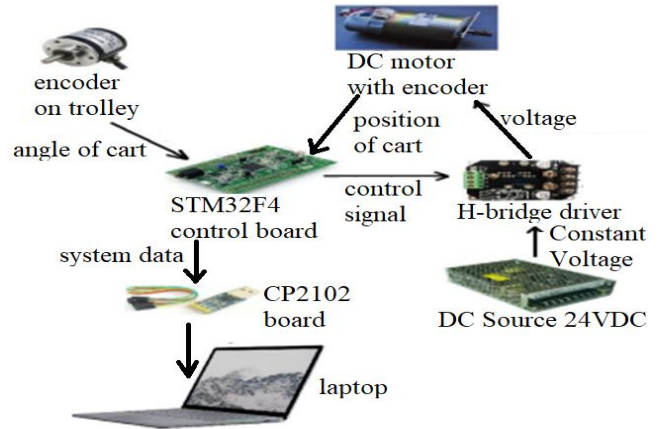 encoder
on trolley
DC motor
with encoder
angle of cart
position
of cart
voltage
STM32F4
control board
control
signal
H-bridge driver
Constant
Voltage
system data
CP2102
board
DC Source 24VDC
laptop